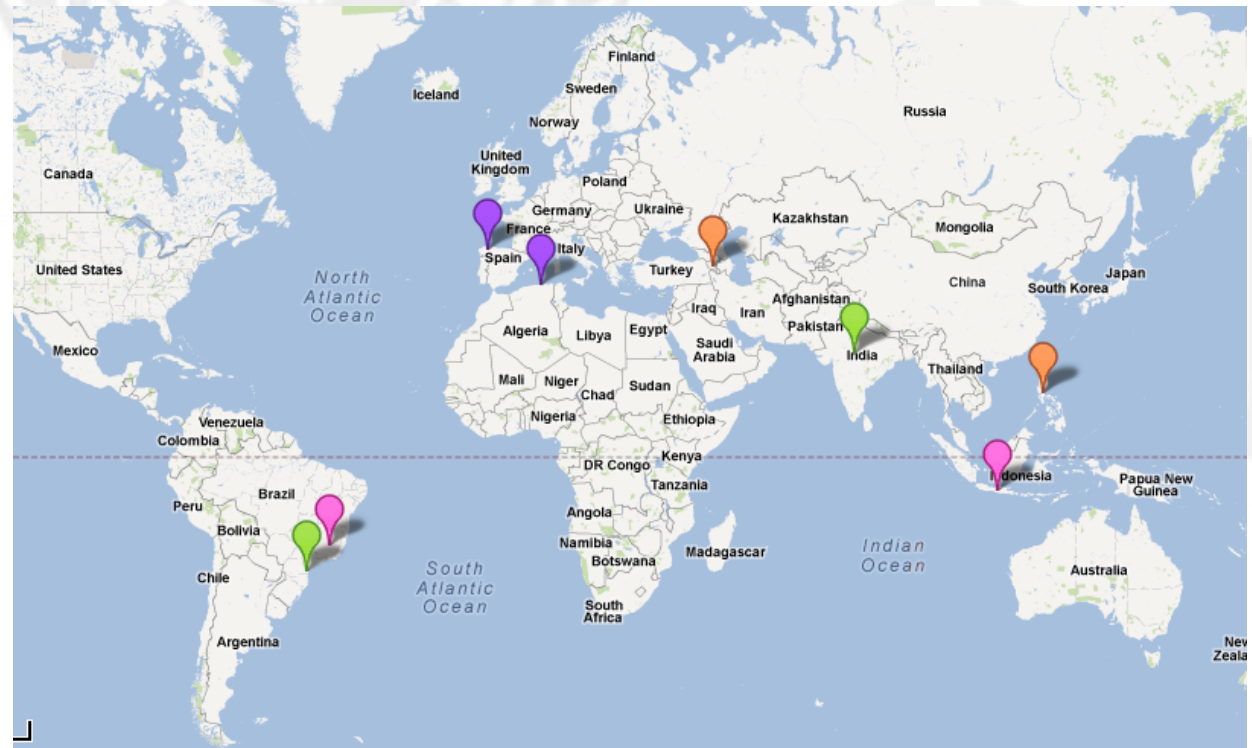 Finland
Iceland
Sweden
Russia
Norway
United
Kingdom
Canada
Poland
Germany
Ukraine
Kazakhstan
France
Mongolia
Italy
Spain
United States
Turkey
North
Atlantic
Ocean
China
Japan
South Korea
Afghanistan
Iraq
Iran
Pakistan
Algeria
Libya
Egypt
Saudi
Arabia
Mexico
India
Thailand
Mali
Niger
Chad
Sudan
Nigeria
Ethiopia
Venezuela
Colombia
Kenya
DR Congo
Indonesia
Papua New
Guinea
Tanzania
Brazil
Peru
Angola
Bolivia
Namibia
Botswana
Madagascar
Indian
Ocean
South
Atlantic
Ocean
Chile
Australia
South
Africa
Argentina
New
Zeala